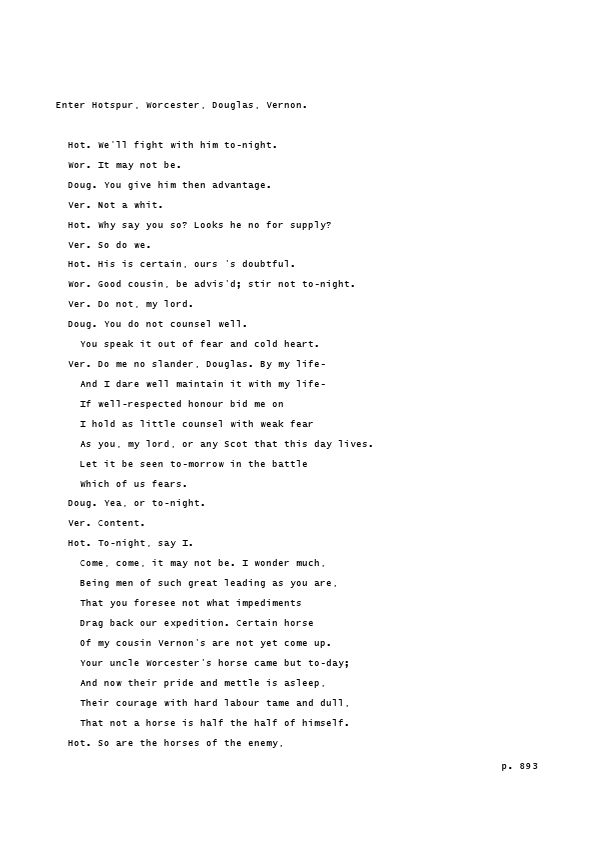 Enter Hotspur, Worcester, Douglas, Vernon.
Hot. We'll fight with him to-night.
Wor. It may not be.
Doug. You give him then advantage.
Ver. Not a whit.
Hot. Why say you so? Looks he no for supply?
Ver. So do we.
Hot. His is certain, ours 's doubtful.
Wor. Good cousin, be advis'd; stir not to-night.
Ver. Do not, my lord.
Doug. You do not counsel well.
You speak it out of fear and cold heart.
Ver. Do me no slander, Douglas. By my life-
And I dare well maintain it with my life-
If well-respected honour bid me on
I hold as little counsel with weak fear
As you, my lord, or any Scot that this day lives.
Let it be seen to-morrow in the battle
Which of us fears.
Doug. Yea, or to-night.
Ver. Content.
Hot. To-night, say I.
Come, come, it may not be. I wonder much,
Being men of such great leading as you are,
That you foresee not what impediments
Drag back our expedition. Certain horse
Of my cousin Vernon's are not yet come up.
Your uncle Worcester's horse came but to-day;
And now their pride and mettle is asleep,
Their courage with hard labour tame and dull,
That not a horse is half the half of himself.
Hot. So are the horses of the enemy,
p. 893